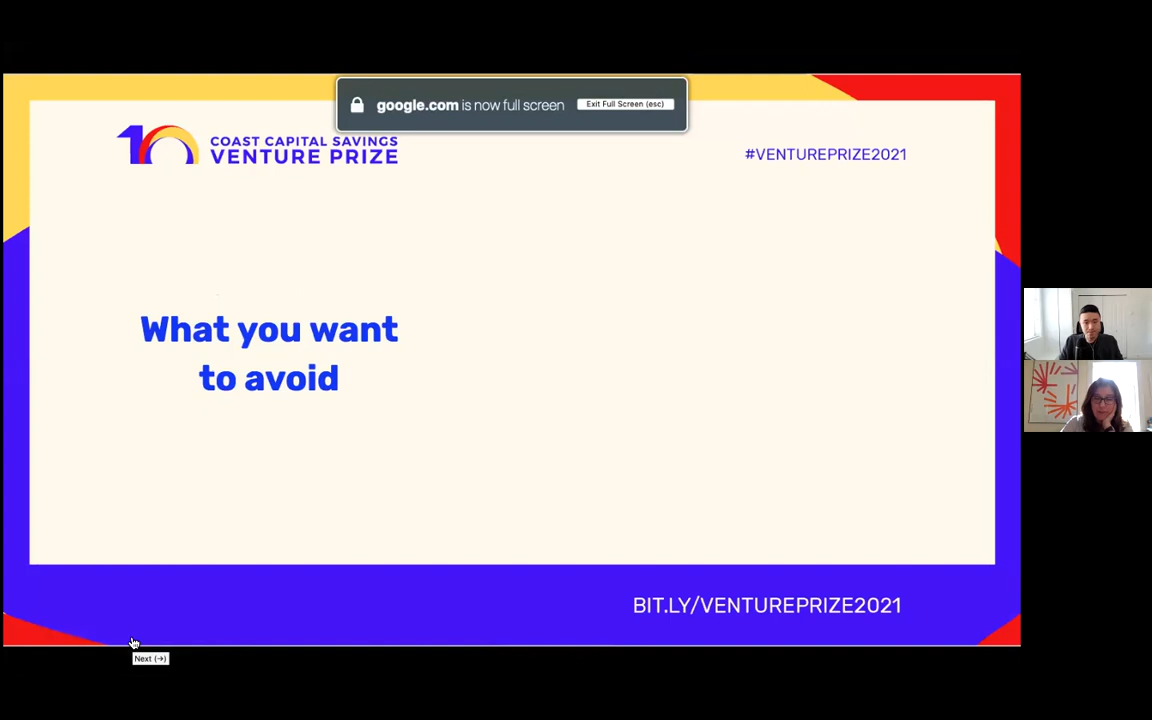 google.com is now full screen
Exit Full Screen (esc)
10
COAST CAPITAL SAVINGS
VENTURE PRIZE
#VENTUREPRIZE2021
What you want
to avoid
BIT.LY/VENTUREPRIZE2021
Next (→)